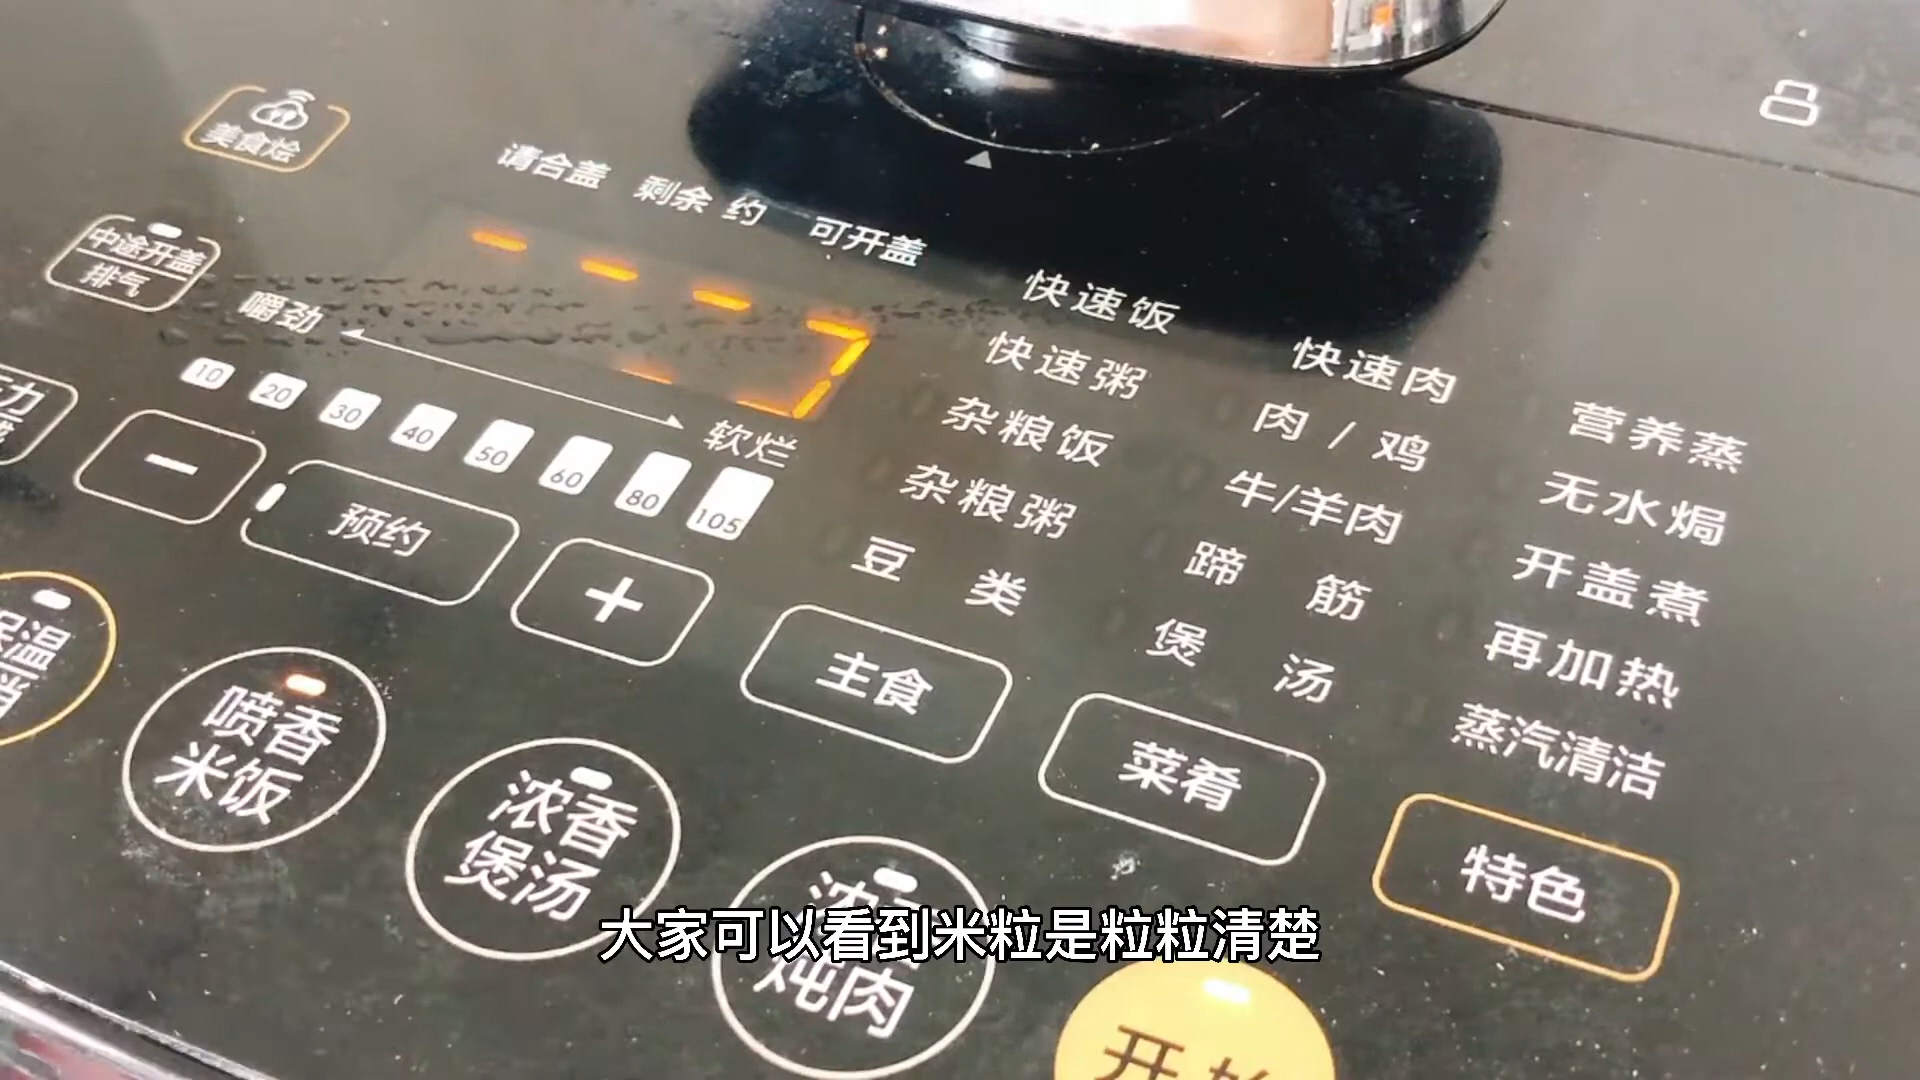 美食烩
请合盖 剩余 约 可开盖
中途开盖
排气
嚼劲
软烂
10 20 30 40 50 60 80 105
快速饭
快速粥
杂粮饭
杂粮粥
豆类
快速肉
肉/鸡
牛/羊肉
蹄筋
煲汤
营养蒸
无水焗
开盖煮
再加热
蒸汽清洁
力
−
预约
+
主食
菜肴
特色
温
喷香
米饭
浓香
煲汤
炖肉
开
大家可以看到米粒是粒粒清楚